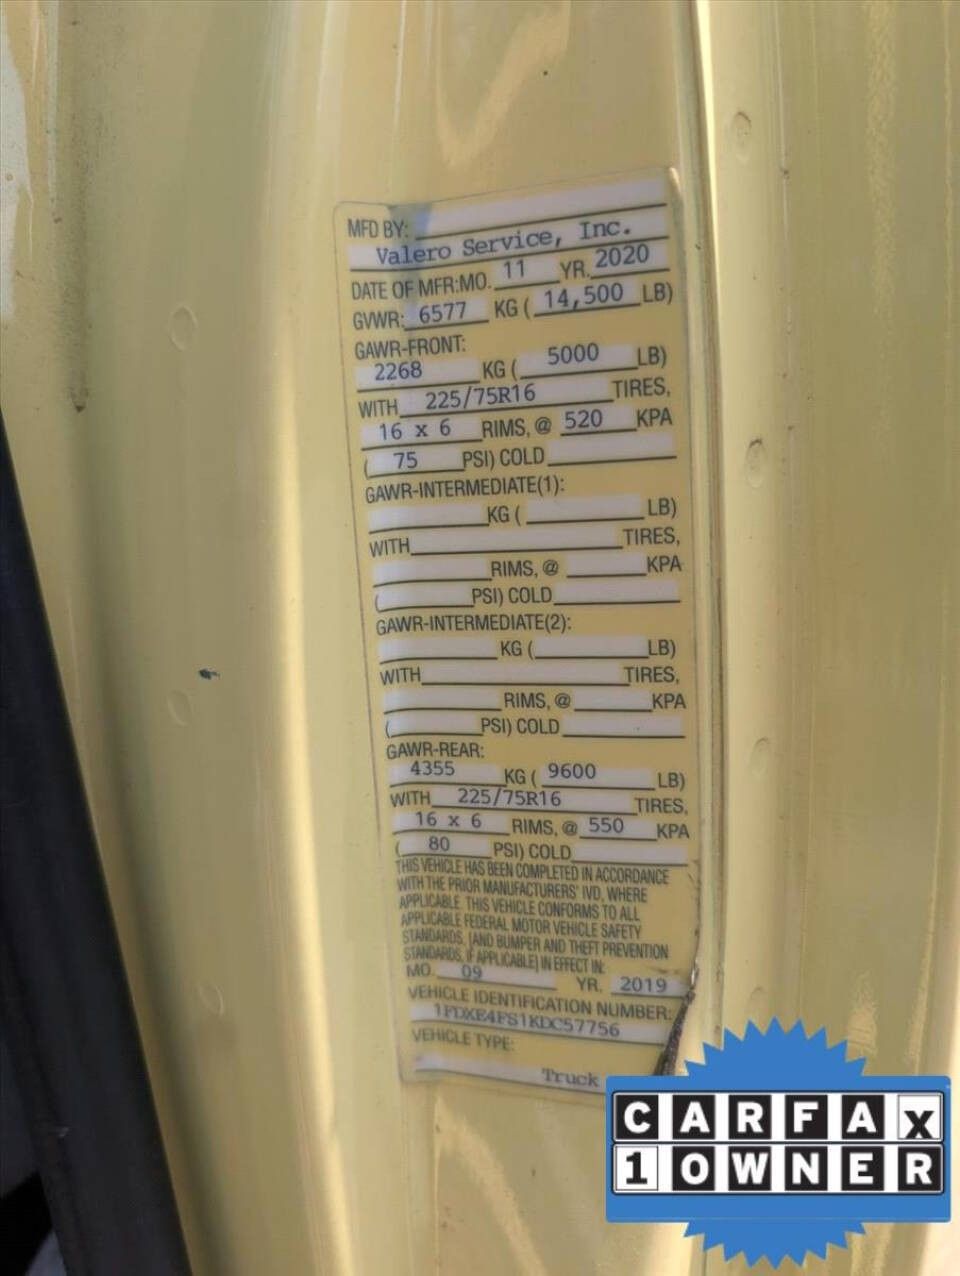 MFD BY:
Valero Service, Inc.
DATE OF MFR:MO. 11 YR. 2020
GVWR: 6577 KG ( 14,500 LB)
GAWR-FRONT:
2268 KG ( 5000 LB)
WITH 225/75R16 TIRES,
16 x 6 RIMS, @ 520 KPA
( 75 PSI) COLD
GAWR-INTERMEDIATE(1):
KG ( LB)
WITH TIRES,
RIMS, @ KPA
( PSI) COLD
GAWR-INTERMEDIATE(2):
KG ( LB)
WITH TIRES,
RIMS, @ KPA
( PSI) COLD
GAWR-REAR:
4355 KG ( 9600 LB)
WITH 225/75R16 TIRES,
16 x 6 RIMS, @ 550 KPA
( 80 PSI) COLD
THIS VEHICLE HAS BEEN COMPLETED IN ACCORDANCE
WITH THE PRIOR MANUFACTURERS' IVD, WHERE
APPLICABLE. THIS VEHICLE CONFORMS TO ALL
APPLICABLE FEDERAL MOTOR VEHICLE SAFETY
STANDARDS, [AND BUMPER AND THEFT PREVENTION
STANDARDS, IF APPLICABLE] IN EFFECT IN:
MO. 09 YR. 2019
VEHICLE IDENTIFICATION NUMBER:
1FDXE4FS1KDC57756
VEHICLE TYPE:
Truck
CARFAX
1 OWNER